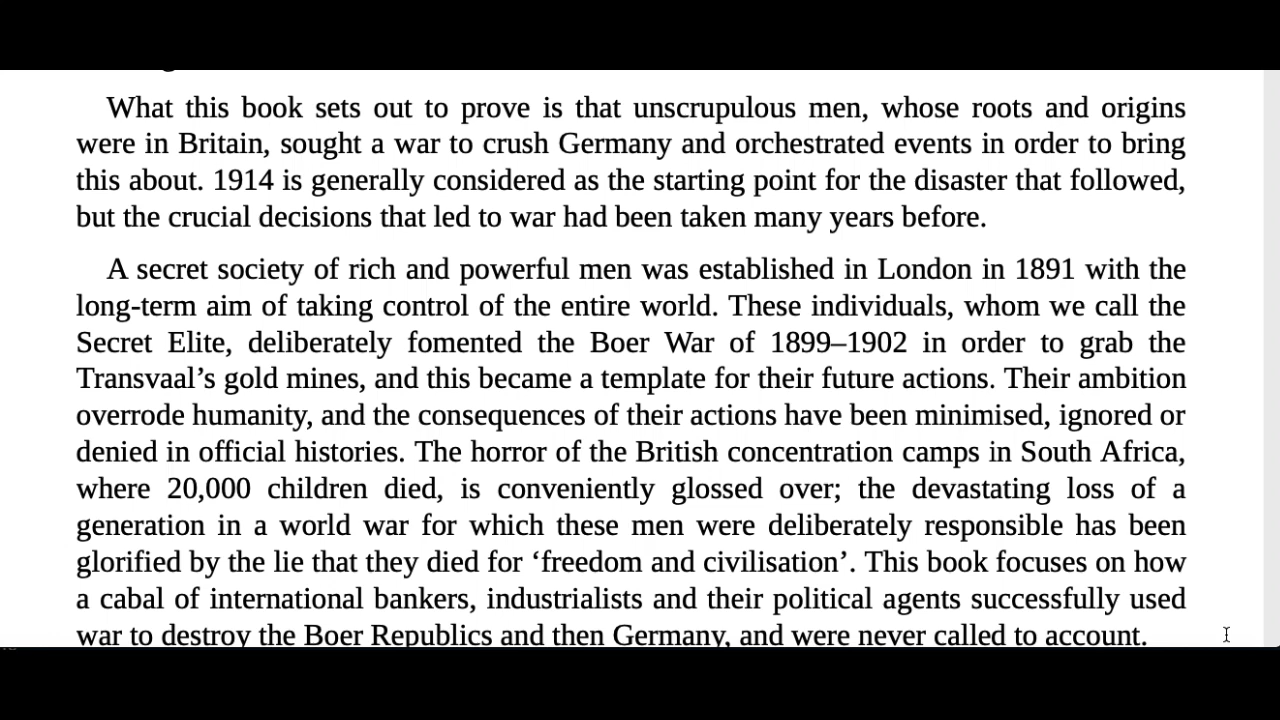 What this book sets out to prove is that unscrupulous men, whose roots and origins
were in Britain, sought a war to crush Germany and orchestrated events in order to bring
this about. 1914 is generally considered as the starting point for the disaster that followed,
but the crucial decisions that led to war had been taken many years before.
A secret society of rich and powerful men was established in London in 1891 with the
long-term aim of taking control of the entire world. These individuals, whom we call the
Secret Elite, deliberately fomented the Boer War of 1899–1902 in order to grab the
Transvaal’s gold mines, and this became a template for their future actions. Their ambition
overrode humanity, and the consequences of their actions have been minimised, ignored or
denied in official histories. The horror of the British concentration camps in South Africa,
where 20,000 children died, is conveniently glossed over; the devastating loss of a
generation in a world war for which these men were deliberately responsible has been
glorified by the lie that they died for ‘freedom and civilisation’. This book focuses on how
a cabal of international bankers, industrialists and their political agents successfully used
war to destroy the Boer Republics and then Germany, and were never called to account.